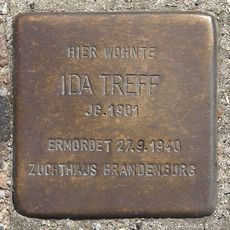 HIER WOHNTE
IDA TREFF
JG. 1901
ERMORDET 27.9.1940
ZUCHTHAUS BRANDENBURG